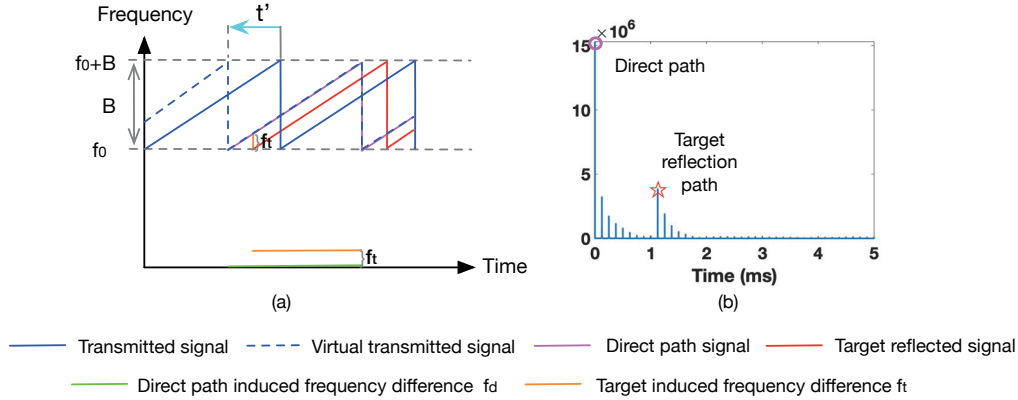 Frequency
t'
f0+B
B
f0
ft
ft
Time
(a)
× 10^6
15
10
5
0
Direct path
Target
reflection
path
0 1 2 3 4 5
Time (ms)
(b)
Transmitted signal Virtual transmitted signal Direct path signal Target reflected signal
Direct path induced frequency difference fd Target induced frequency difference ft